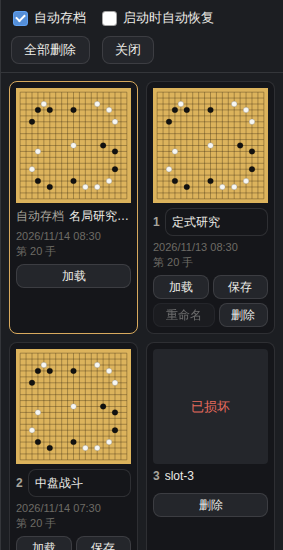 自动存档 启动时自动恢复
全部删除 关闭
自动存档 局局研究…
2026/11/14 08:30
第 20 手
加载
1 定式研究
2026/11/13 08:30
第 20 手
加载 保存
重命名 删除
2 中盘战斗
2026/11/14 07:30
第 20 手
加载 保存
已损坏
3 slot-3
删除